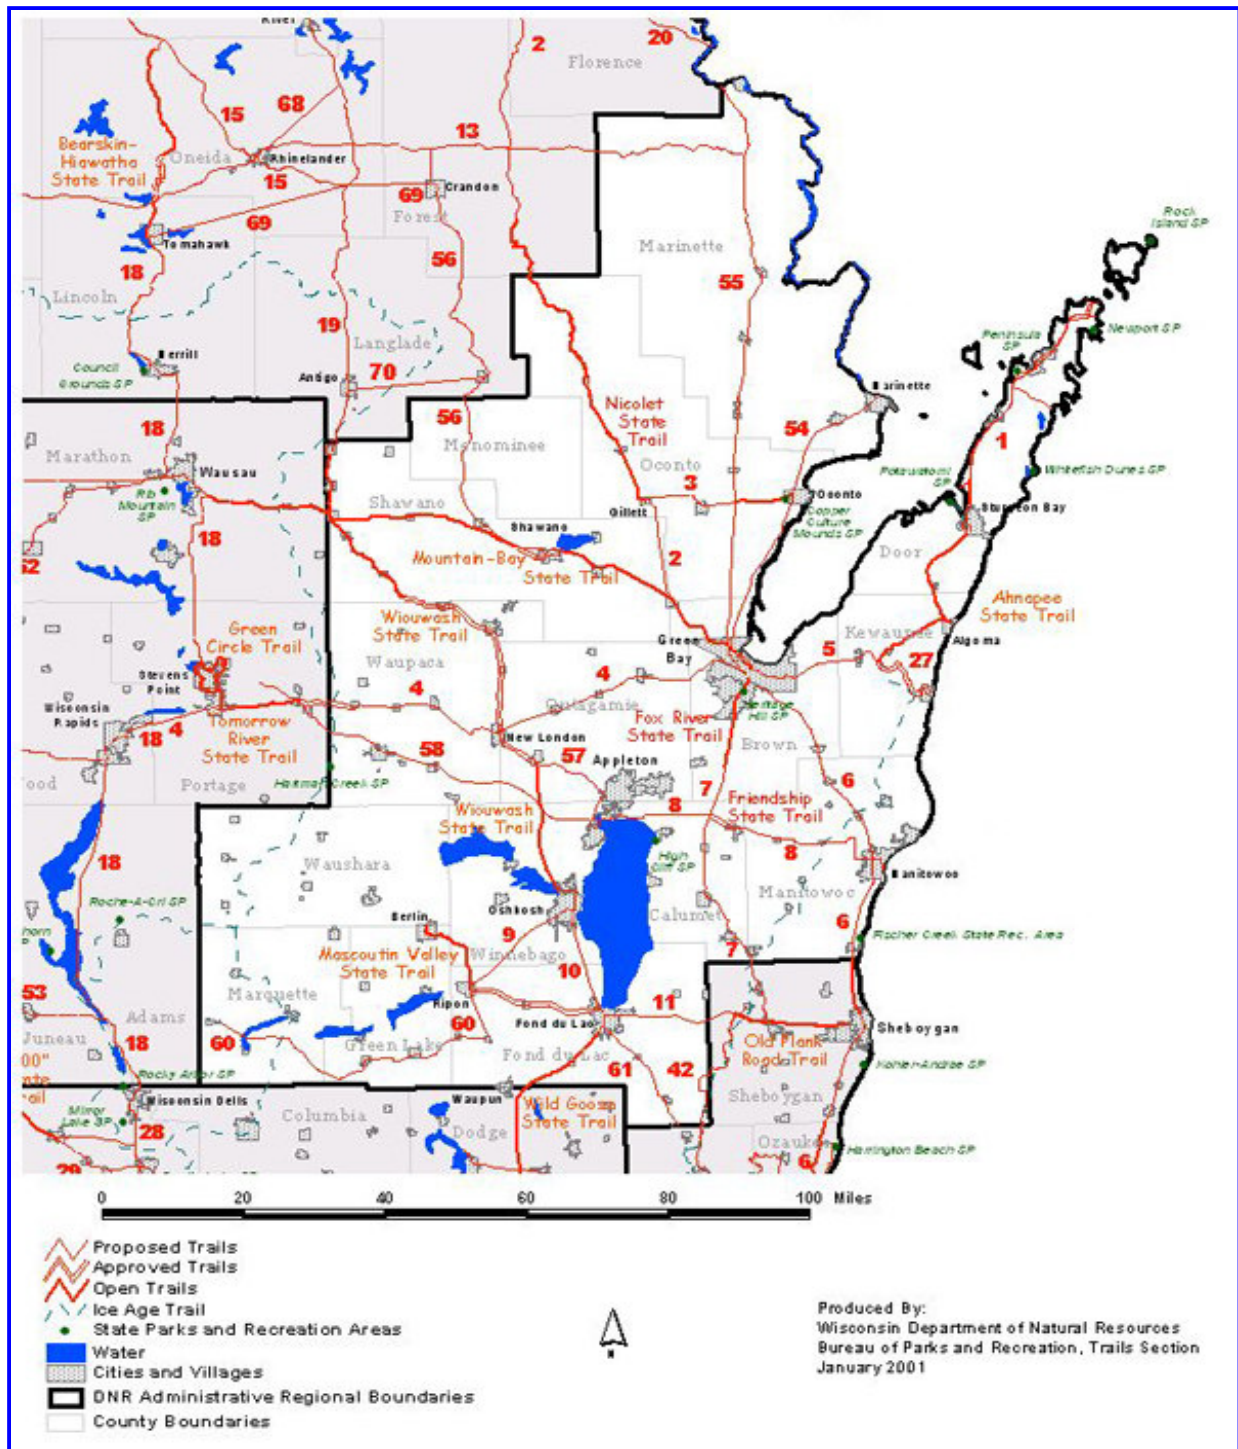 2
20
Florence
68
15
13
Bearskin-
Hiawatha
State Trail
Oneida
Rhinelander
15
69
Crandon
Forest
69
Tomahawk
Marinette
Rock
Island SP
56
18
55
Lincoln
19
Newport SP
Langlade
Peninsula
SP
Merrill
Council
Grounds SP
Antigo
70
Marinette
Nicolet
State
Trail
56
54
18
Menominee
1
Marathon
Wausau
Oconto
3
Potawatomi
SP
Whitefish Dunes SP
Rib
Mountain
SP
Shawano
Gillett
Oconto
Copper
Culture
Mounds SP
Sturgeon Bay
18
Shawano
Door
Mountain-Bay
State Trail
2
Ahnapee
State Trail
Wiouwash
State Trail
Green
Circle Trail
Green
Bay
Kewaunee
Algoma
5
27
Waupaca
Stevens
Point
4
4
Outagamie
Heritage
Hill SP
Wisconsin
Rapids
18
4
Tomorrow
River
State Trail
Fox River
State Trail
New London
Brown
58
57
Appleton
Hartman Creek SP
Portage
7
6
8
Friendship
State Trail
Wiouwash
State Trail
8
18
Waushara
High
Cliff SP
Manitowoc
Manitowoc
Roche-A-Cri SP
Oshkosh
Calumet
Berlin
9
6
Fischer Creek State Rec. Area
Mascoutin Valley
State Trail
Winnebago
7
10
53
Marquette
11
Adams
Ripon
Juneau
60
60
Fond du Lac
Sheboygan
18
Green Lake
Old Plank
Road Trail
Fond du Lac
61
42
Kohler-Andrae SP
Rocky Arbor SP
Wisconsin Dells
Waupun
Wild Goose
State Trail
Sheboygan
Mirror
Lake SP
Columbia
28
Dodge
Ozaukee
Harrington Beach SP
29
6
0 20 40 60 80 100 Miles
Proposed Trails
Approved Trails
Open Trails
Ice Age Trail
State Parks and Recreation Areas
Water
Cities and Villages
DNR Administrative Regional Boundaries
County Boundaries
N
Produced By:
Wisconsin Department of Natural Resources
Bureau of Parks and Recreation, Trails Section
January 2001